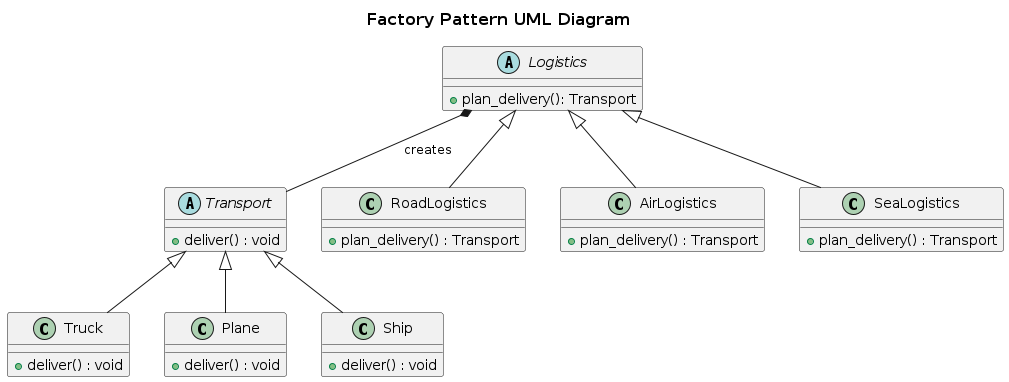 Factory Pattern UML Diagram
A Logistics
plan_delivery(): Transport
creates
A Transport
deliver() : void
C RoadLogistics
plan_delivery() : Transport
C AirLogistics
plan_delivery() : Transport
C SeaLogistics
plan_delivery() : Transport
C Truck
deliver() : void
C Plane
deliver() : void
C Ship
deliver() : void